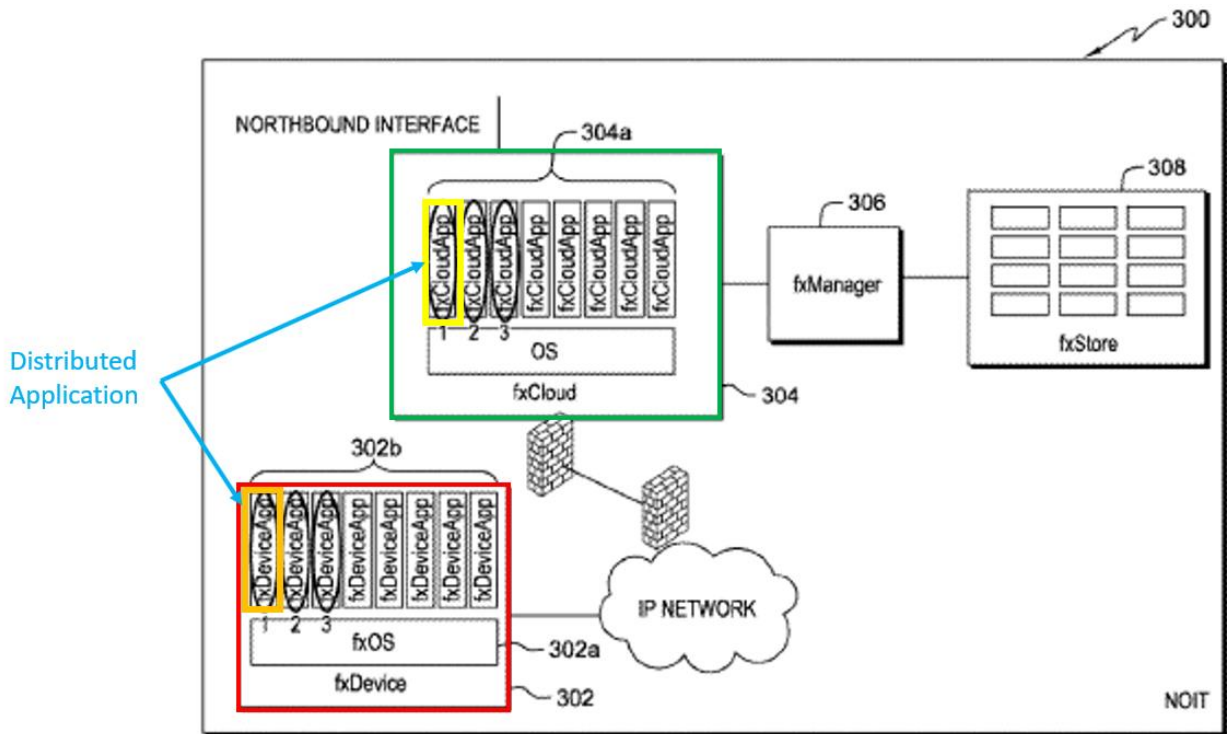 300
NORTHBOUND INTERFACE
304a
308
306
fxCloudApp
fxCloudApp
fxCloudApp
fxCloudApp
fxCloudApp
fxCloudApp
fxCloudApp
fxCloudApp
fxManager
1 2 3
OS
fxStore
Distributed
Application
fxCloud
304
302b
fxDeviceApp
fxDeviceApp
fxDeviceApp
fxDeviceApp
fxDeviceApp
fxDeviceApp
fxDeviceApp
fxDeviceApp
IP NETWORK
1 2 3
fxOS
302a
fxDevice
302
NOIT